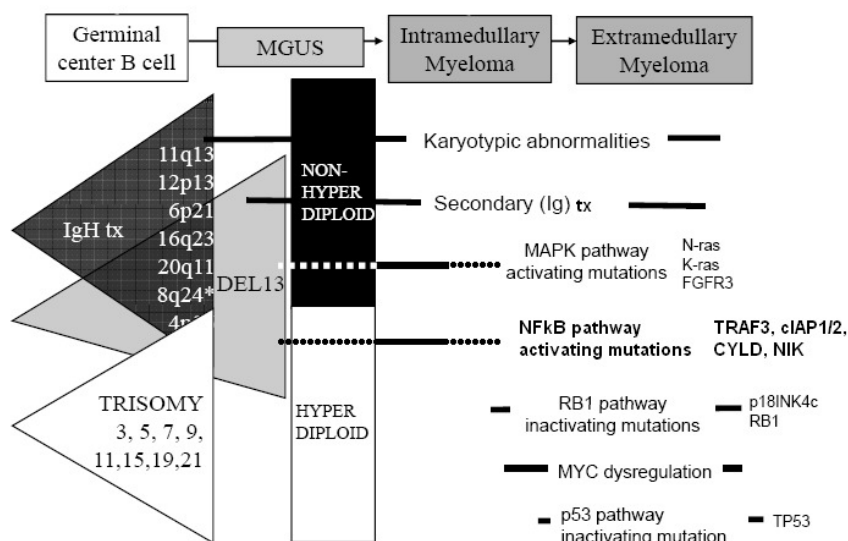 Germinal
center B cell
MGUS
Intramedullary
Myeloma
Extramedullary
Myeloma
Karyotypic abnormalities
11q13
12p13
6p21
16q23
20q11
8q24*
IgH tx
NON-
HYPER
DIPLOID
Secondary (Ig) tx
DEL13
MAPK pathway
activating mutations
N-ras
K-ras
FGFR3
NFkB pathway
activating mutations
TRAF3, cIAP1/2,
CYLD, NIK
TRISOMY
3, 5, 7, 9,
11,15,19,21
HYPER
DIPLOID
RB1 pathway
inactivating mutations
p18INK4c
RB1
MYC dysregulation
p53 pathway
inactivating mutation
TP53